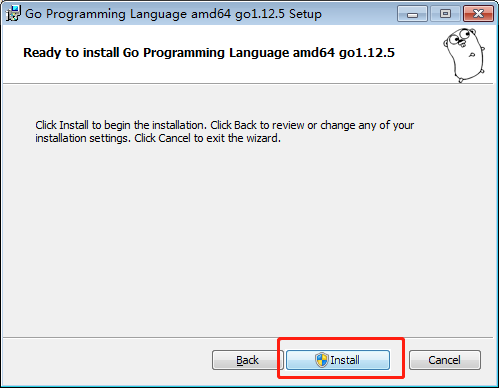 Go Programming Language amd64 go1.12.5 Setup
Ready to install Go Programming Language amd64 go1.12.5
Click Install to begin the installation. Click Back to review or change any of your
installation settings. Click Cancel to exit the wizard.
Back Install Cancel